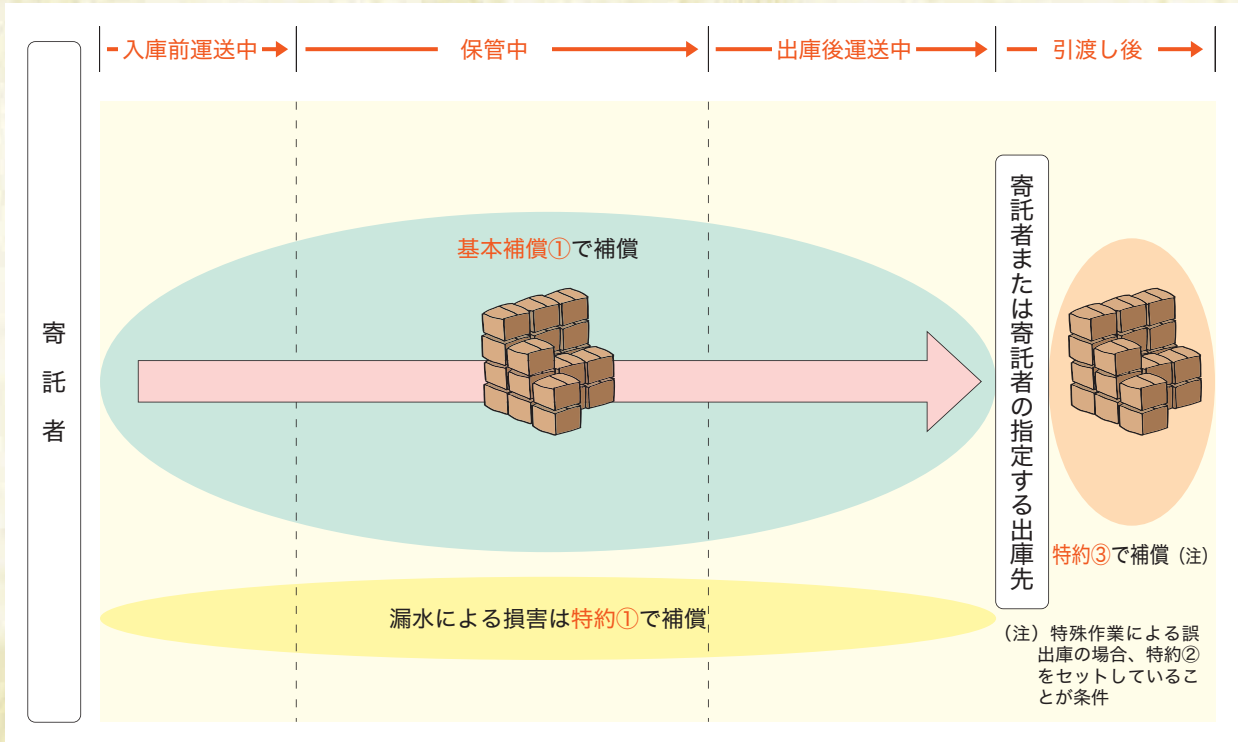 入庫前運送中
保管中
出庫後運送中
引渡し後
寄託者
基本補償①で補償
漏水による損害は特約①で補償
寄託者または寄託者の指定する出庫先
特約③で補償（注）
（注）特殊作業による誤
出庫の場合、特約②
をセットしているこ
とが条件